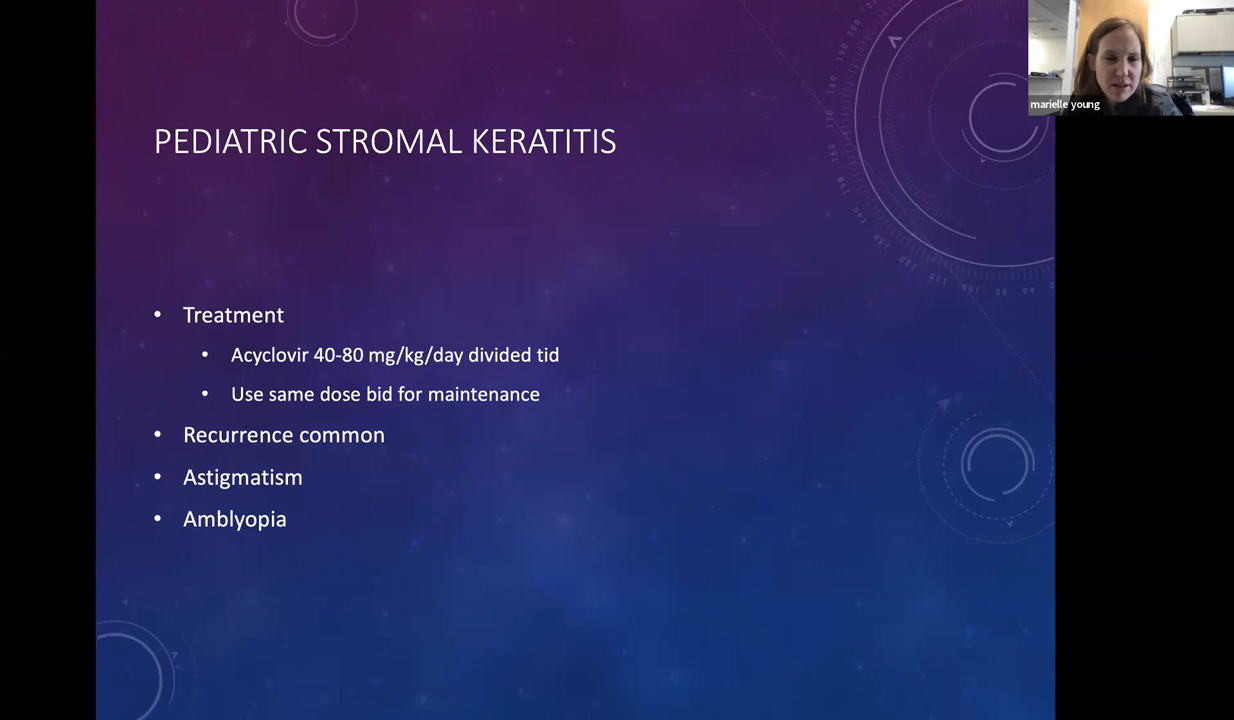 marielle young
PEDIATRIC STROMAL KERATITIS
• Treatment
• Acyclovir 40-80 mg/kg/day divided tid
• Use same dose bid for maintenance
• Recurrence common
• Astigmatism
• Amblyopia